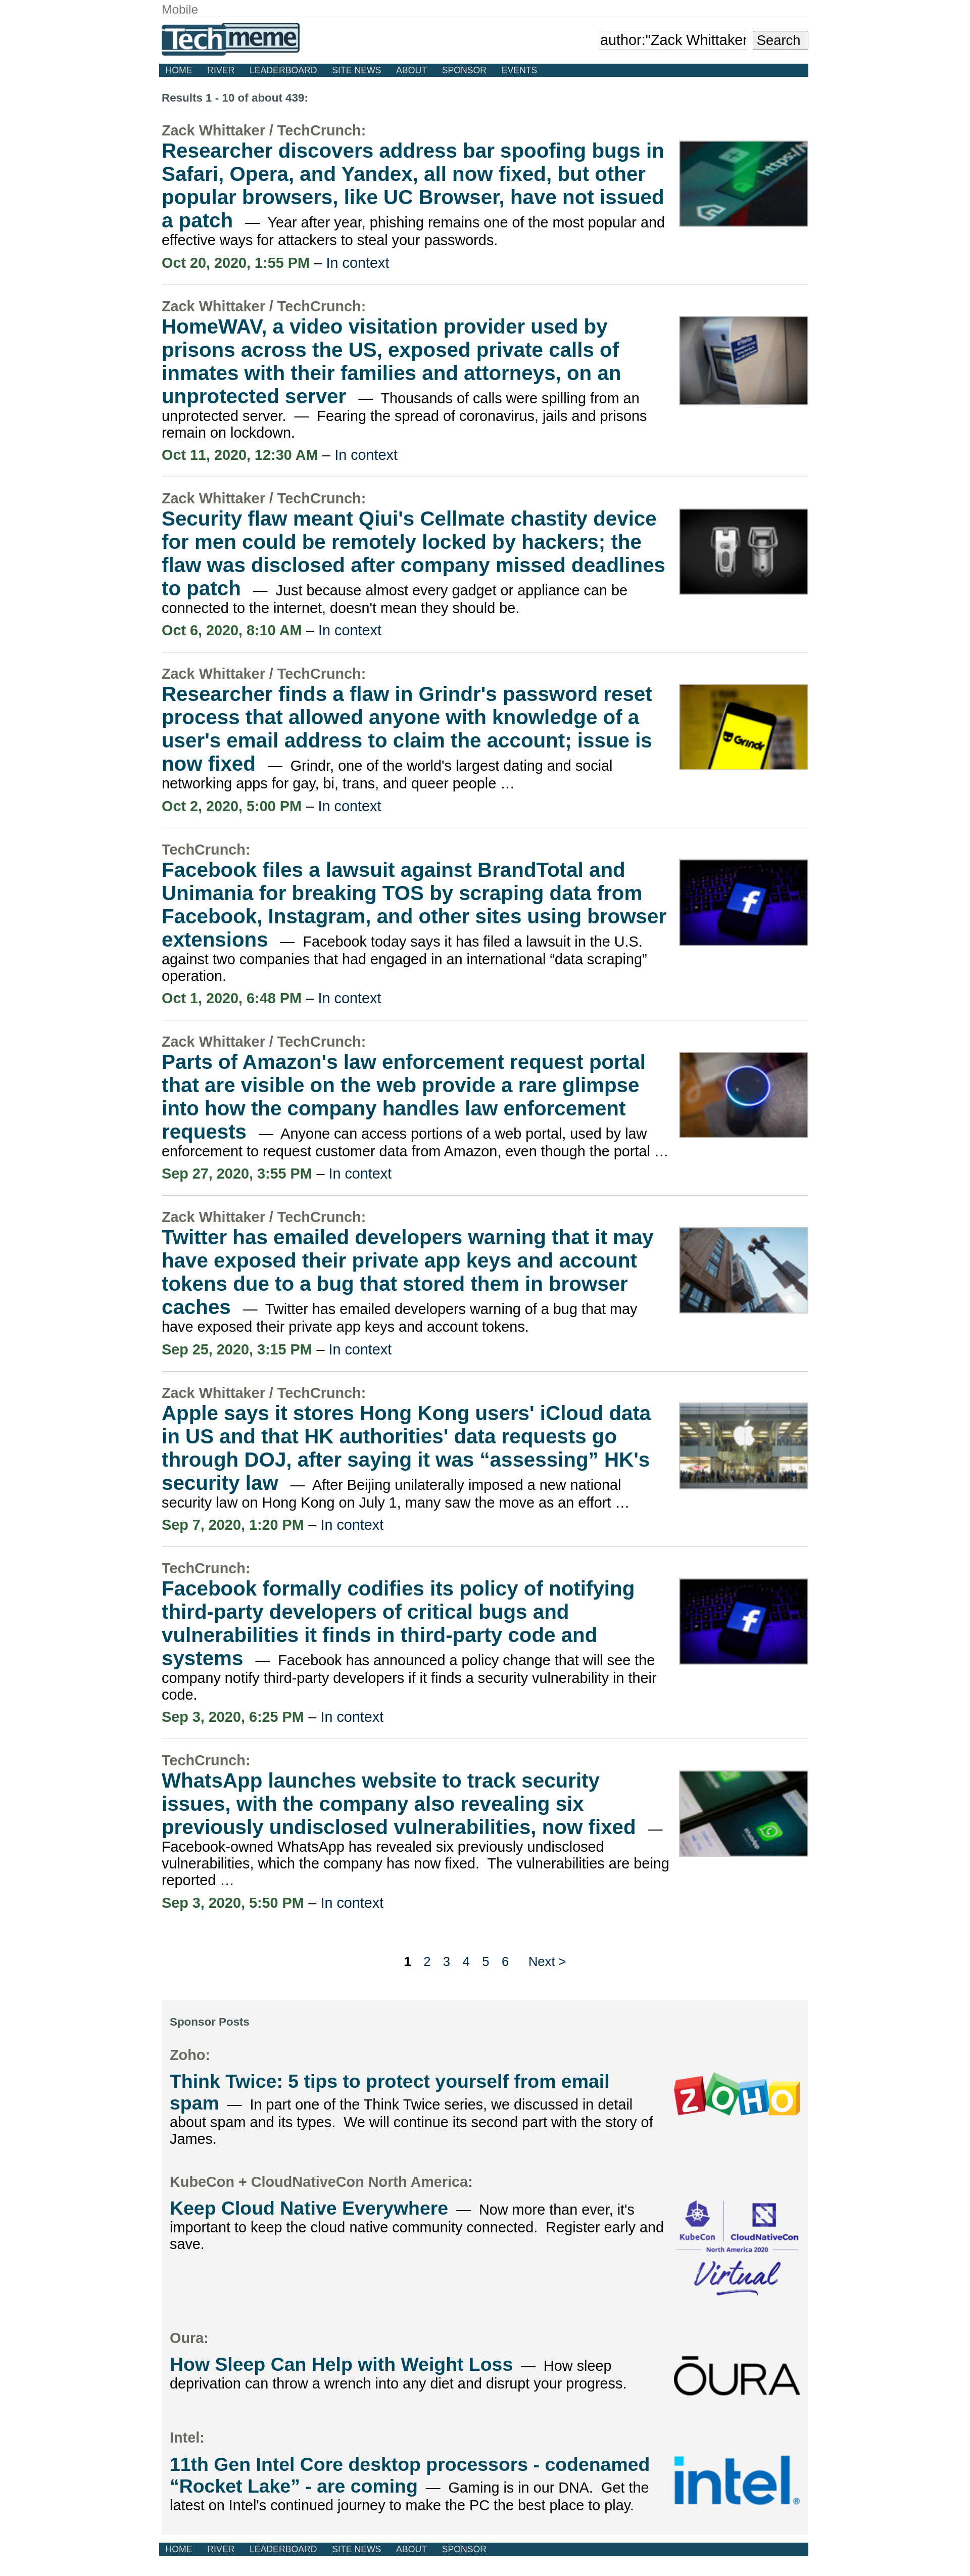 Mobile
Techmeme
author:"Zack Whittaker
Search
HOME RIVER LEADERBOARD SITE NEWS ABOUT SPONSOR EVENTS
Results 1 - 10 of about 439:
Zack Whittaker / TechCrunch:
Researcher discovers address bar spoofing bugs in
Safari, Opera, and Yandex, all now fixed, but other
popular browsers, like UC Browser, have not issued
a patch — Year after year, phishing remains one of the most popular and
effective ways for attackers to steal your passwords.
https://
Oct 20, 2020, 1:55 PM – In context
Zack Whittaker / TechCrunch:
HomeWAV, a video visitation provider used by
prisons across the US, exposed private calls of
inmates with their families and attorneys, on an
unprotected server — Thousands of calls were spilling from an
unprotected server. — Fearing the spread of coronavirus, jails and prisons
remain on lockdown.
Oct 11, 2020, 12:30 AM – In context
Zack Whittaker / TechCrunch:
Security flaw meant Qiui's Cellmate chastity device
for men could be remotely locked by hackers; the
flaw was disclosed after company missed deadlines
to patch — Just because almost every gadget or appliance can be
connected to the internet, doesn't mean they should be.
Oct 6, 2020, 8:10 AM – In context
Zack Whittaker / TechCrunch:
Researcher finds a flaw in Grindr's password reset
process that allowed anyone with knowledge of a
user's email address to claim the account; issue is
now fixed — Grindr, one of the world's largest dating and social
networking apps for gay, bi, trans, and queer people …
Grindr
Oct 2, 2020, 5:00 PM – In context
TechCrunch:
Facebook files a lawsuit against BrandTotal and
Unimania for breaking TOS by scraping data from
Facebook, Instagram, and other sites using browser
extensions — Facebook today says it has filed a lawsuit in the U.S.
against two companies that had engaged in an international “data scraping”
operation.
Oct 1, 2020, 6:48 PM – In context
Zack Whittaker / TechCrunch:
Parts of Amazon's law enforcement request portal
that are visible on the web provide a rare glimpse
into how the company handles law enforcement
requests — Anyone can access portions of a web portal, used by law
enforcement to request customer data from Amazon, even though the portal …
Sep 27, 2020, 3:55 PM – In context
Zack Whittaker / TechCrunch:
Twitter has emailed developers warning that it may
have exposed their private app keys and account
tokens due to a bug that stored them in browser
caches — Twitter has emailed developers warning of a bug that may
have exposed their private app keys and account tokens.
Sep 25, 2020, 3:15 PM – In context
Zack Whittaker / TechCrunch:
Apple says it stores Hong Kong users' iCloud data
in US and that HK authorities' data requests go
through DOJ, after saying it was “assessing” HK's
security law — After Beijing unilaterally imposed a new national
security law on Hong Kong on July 1, many saw the move as an effort …
Sep 7, 2020, 1:20 PM – In context
TechCrunch:
Facebook formally codifies its policy of notifying
third-party developers of critical bugs and
vulnerabilities it finds in third-party code and
systems — Facebook has announced a policy change that will see the
company notify third-party developers if it finds a security vulnerability in their
code.
Sep 3, 2020, 6:25 PM – In context
TechCrunch:
WhatsApp launches website to track security
issues, with the company also revealing six
previously undisclosed vulnerabilities, now fixed —
Facebook-owned WhatsApp has revealed six previously undisclosed
vulnerabilities, which the company has now fixed. The vulnerabilities are being
reported …
Sep 3, 2020, 5:50 PM – In context
1 2 3 4 5 6 Next >
Sponsor Posts
Zoho:
Think Twice: 5 tips to protect yourself from email
spam — In part one of the Think Twice series, we discussed in detail
about spam and its types. We will continue its second part with the story of
James.
ZOHO
KubeCon + CloudNativeCon North America:
Keep Cloud Native Everywhere — Now more than ever, it's
important to keep the cloud native community connected. Register early and
save.
KubeCon CloudNativeCon
North America 2020
Virtual
Oura:
How Sleep Can Help with Weight Loss — How sleep
deprivation can throw a wrench into any diet and disrupt your progress.
ŌURA
Intel:
11th Gen Intel Core desktop processors - codenamed
“Rocket Lake” - are coming — Gaming is in our DNA. Get the
latest on Intel's continued journey to make the PC the best place to play.
intel®
HOME RIVER LEADERBOARD SITE NEWS ABOUT SPONSOR